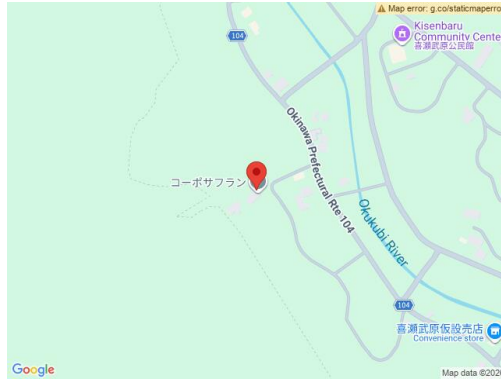 Map error: g.co/staticmaperro
Kisenbaru
Community Cente
喜瀬武原公民館
104
Okinawa Prefectural Rte 104
コーポサフラン
Okukubi River
104
喜瀬武原仮設売店
Convenience store
Google
Map data ©2026